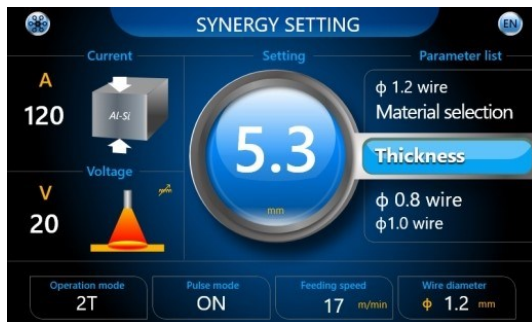 SYNERGY SETTING
EN
Current
A
120
Al-Si
Voltage
V
20
Setting
5.3
mm
Parameter list
ϕ 1.2 wire
Material selection
Thickness
ϕ 0.8 wire
ϕ1.0 wire
Operation mode
2T
Pulse mode
ON
Feeding speed
17 m/min
Wire diameter
ϕ 1.2 mm